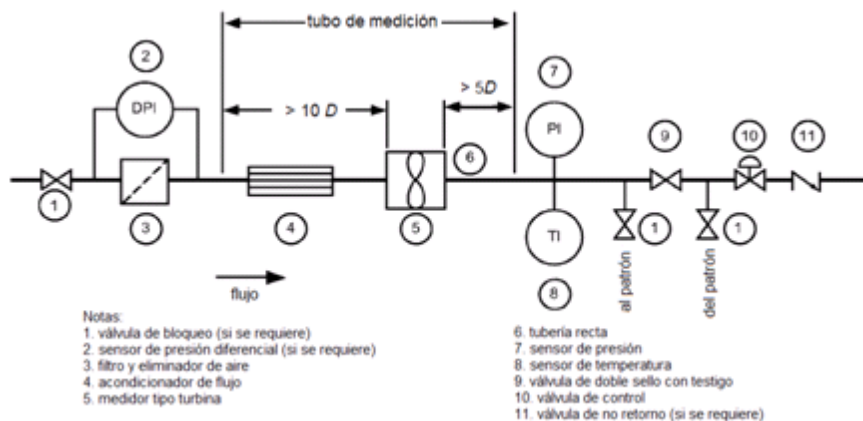 tubo de medición
2
7
> 5D
DPI
> 10 D
PI
9
10
11
6
1
3
4
5
TI
1
1
flujo
8
al patrón
del patrón
Notas:
1. válvula de bloqueo (si se requiere)
2. sensor de presión diferencial (si se requiere)
3. filtro y eliminador de aire
4. acondicionador de flujo
5. medidor tipo turbina
6. tubería recta
7. sensor de presión
8. sensor de temperatura
9. válvula de doble sello con testigo
10. válvula de control
11. válvula de no retorno (si se requiere)